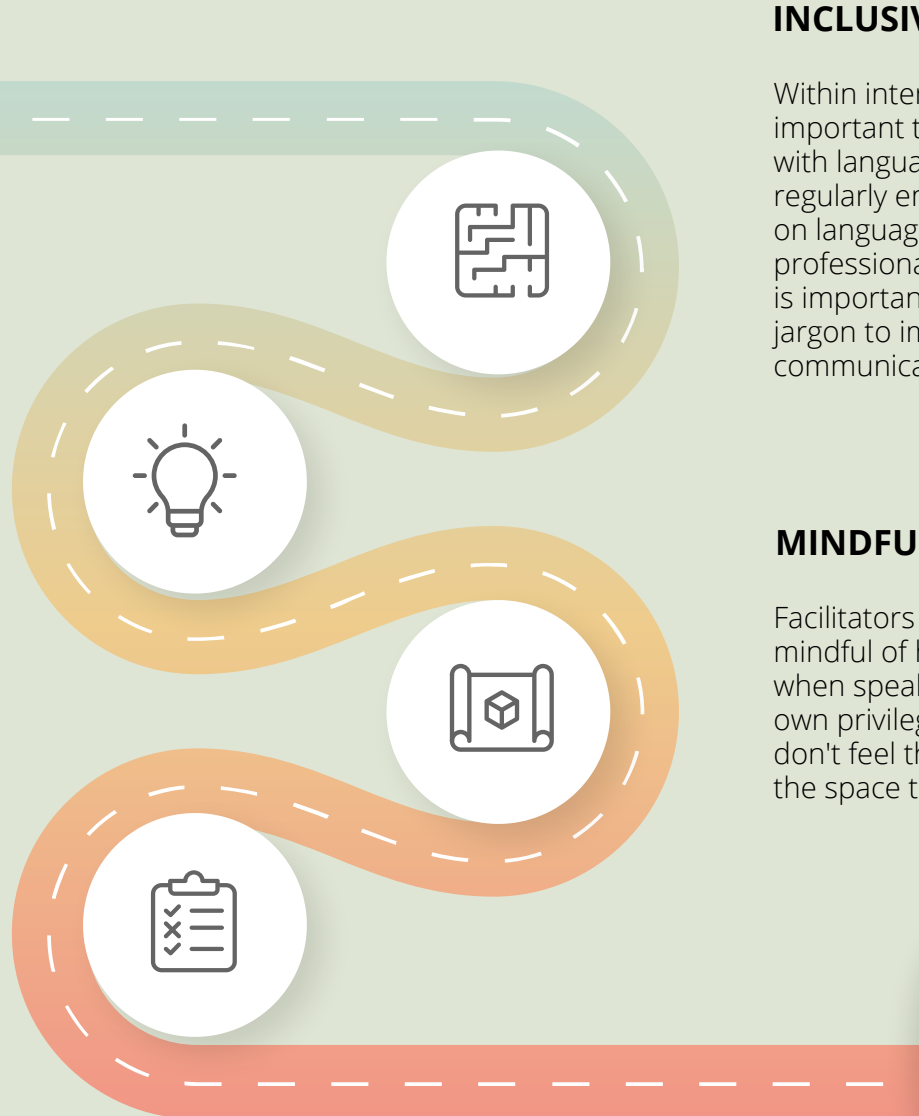 INCLUSIV
Within inter
important t
with langua
regularly en
on languag
professiona
is importan
jargon to im
communica
MINDFU
Facilitators
mindful of h
when speal
own privileg
don't feel th
the space t